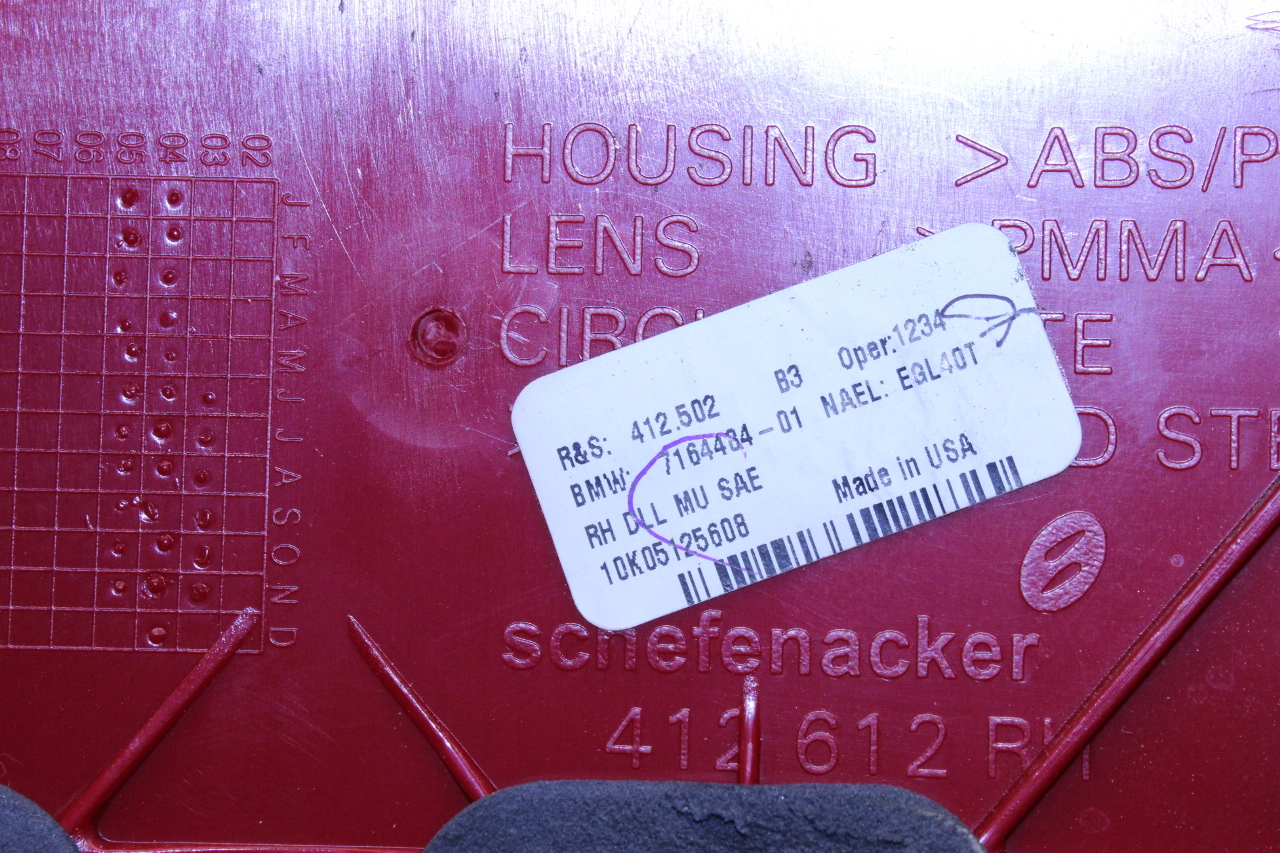 02
03
04
05
06
07
08
J F M A M J J A S O N D
HOUSING >ABS/P
LENS >PMMA
CIRC TE
D STE
R&S: 412.502 B3 Oper:1234
BMW: 7164484-01 NAEL: EGL40T
RH DLL MU SAE Made in USA
10K05125608
schefenacker
412 612 RH